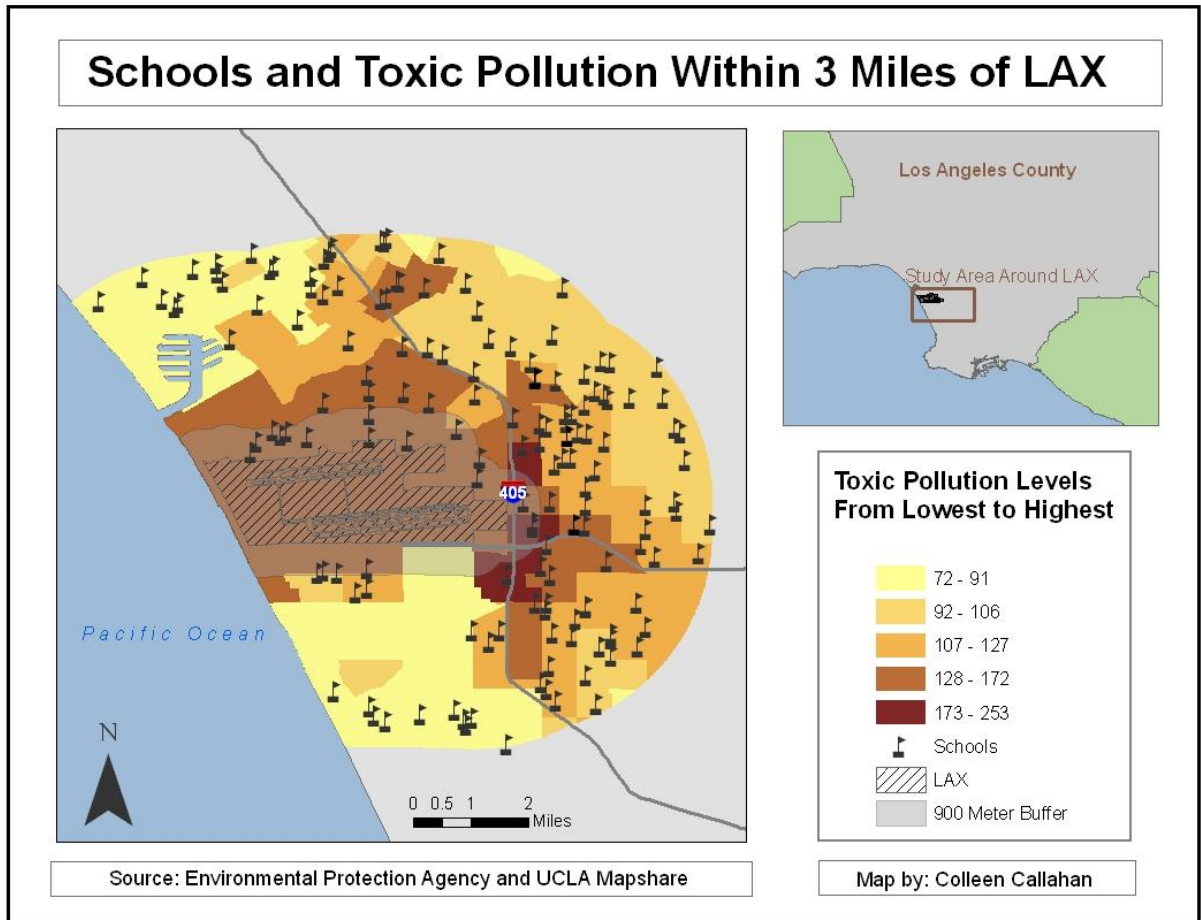 Schools and Toxic Pollution Within 3 Miles of LAX
Los Angeles County
Study Area Around LAX
405
Pacific Ocean
N
0 0.5 1 2
Miles
Toxic Pollution Levels
From Lowest to Highest
72 - 91
92 - 106
107 - 127
128 - 172
173 - 253
Schools
LAX
900 Meter Buffer
Source: Environmental Protection Agency and UCLA Mapshare
Map by: Colleen Callahan